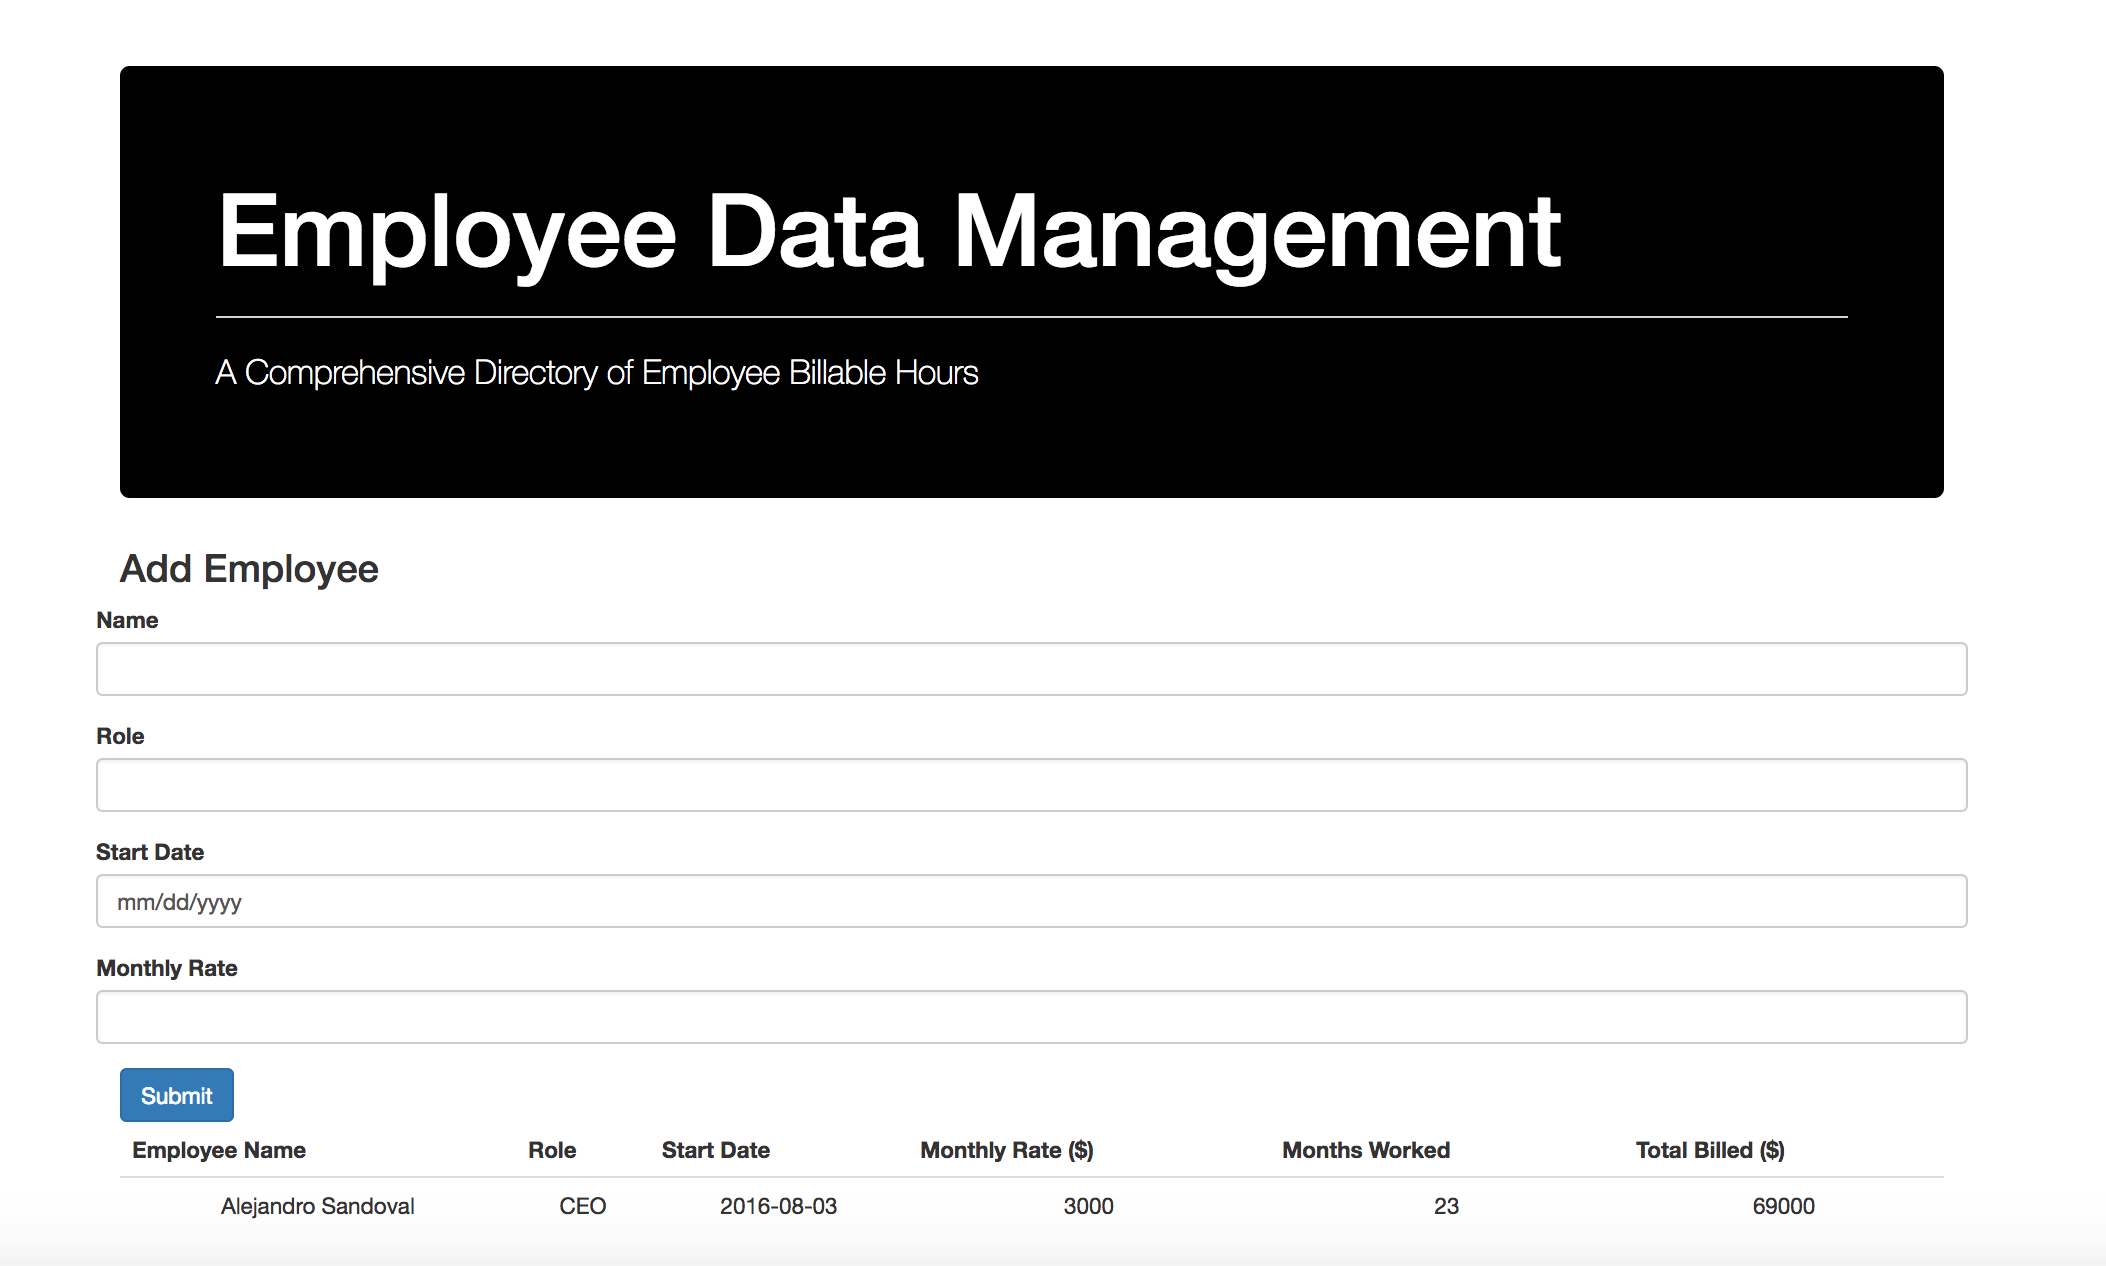 Employee Data Management
A Comprehensive Directory of Employee Billable Hours
Add Employee
Name
Role
Start Date
mm/dd/yyyy
Monthly Rate
Submit
Employee Name Role Start Date Monthly Rate ($) Months Worked Total Billed ($)
Alejandro Sandoval CEO 2016-08-03 3000 23 69000